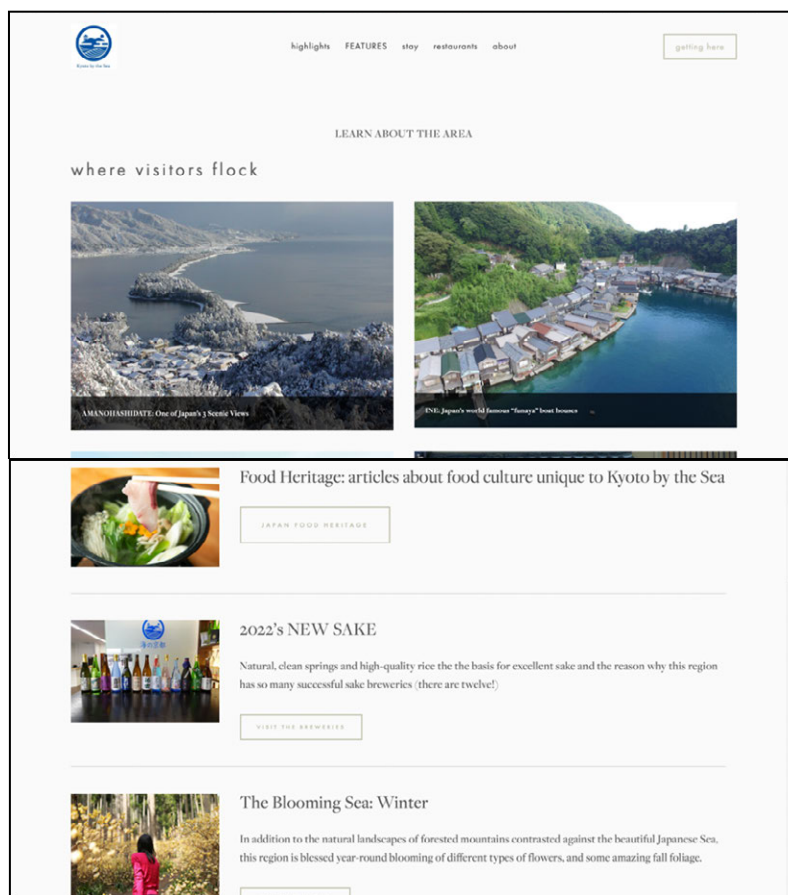 Kyoto by the Sea
highlights FEATURES stay restaurants about
getting here
LEARN ABOUT THE AREA
where visitors flock
AMANOHASHIDATE: One of Japan's 3 Scenic Views
INE: Japan's world famous "funaya" boat houses
Food Heritage: articles about food culture unique to Kyoto by the Sea
JAPAN FOOD HERITAGE
2022's NEW SAKE
Natural, clean springs and high-quality rice the the basis for excellent sake and the reason why this region
has so many successful sake breweries (there are twelve!)
VISIT THE BREWERIES
The Blooming Sea: Winter
In addition to the natural landscapes of forested mountains contrasted against the beautiful Japanese Sea,
this region is blessed year-round blooming of different types of flowers, and some amazing fall foliage.